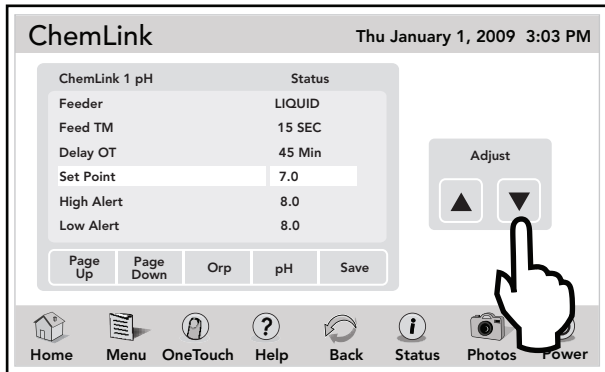 ChemLink Thu January 1, 2009 3:03 PM
ChemLink 1 pH Status
Feeder LIQUID
Feed TM 15 SEC
Delay OT 45 Min
Set Point 7.0
High Alert 8.0
Low Alert 8.0
Adjust
Page Up Page Down Orp pH Save
Home Menu OneTouch Help Back Status Photos Power